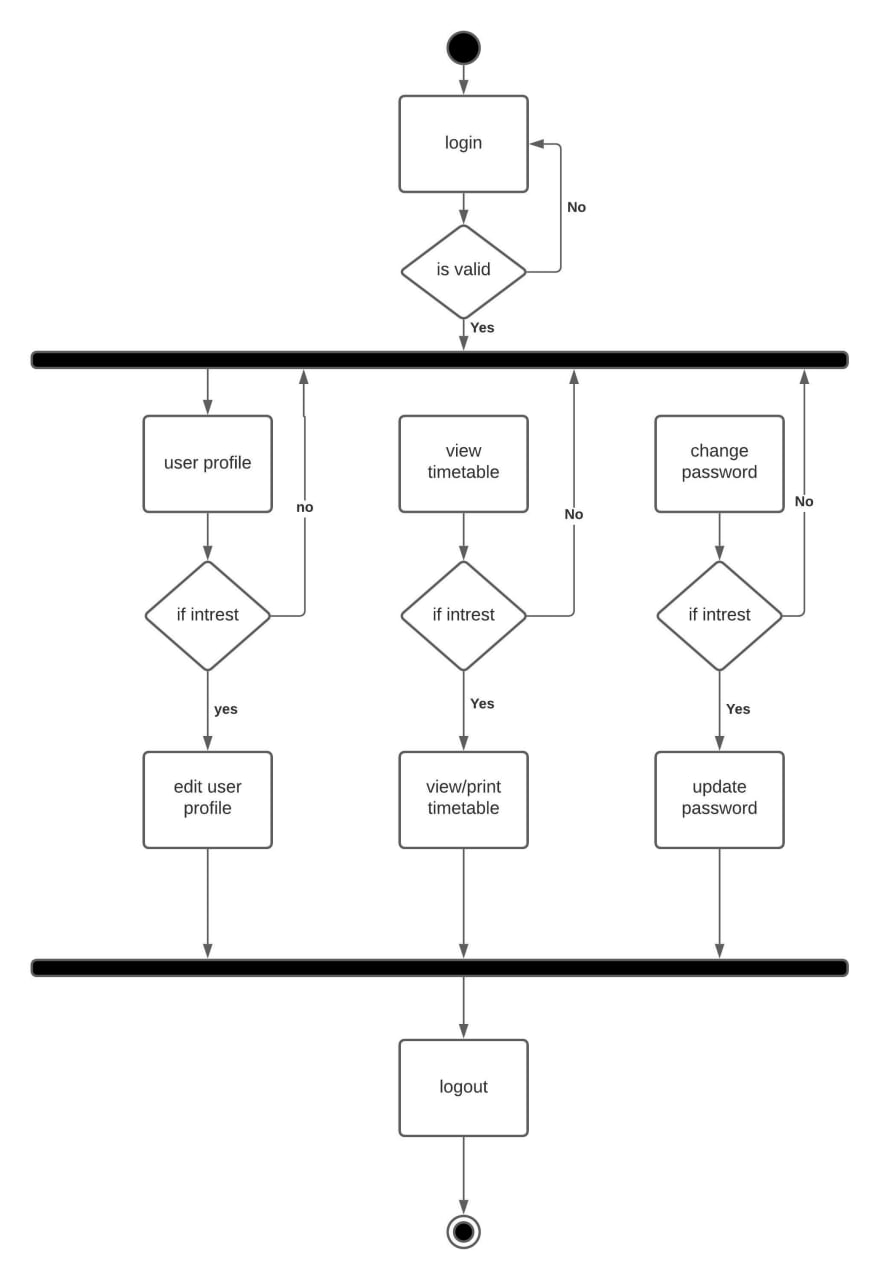 login
No
is valid
Yes
user profile
view
timetable
change
password
no
No
No
if intrest
if intrest
if intrest
yes
Yes
Yes
edit user
profile
view/print
timetable
update
password
logout